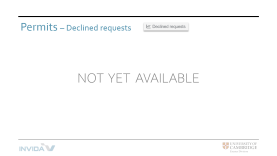 Permits – Declined requests
Declined requests
NOT YET AVAILABLE
INVIDA
UNIVERSITY OF
CAMBRIDGE